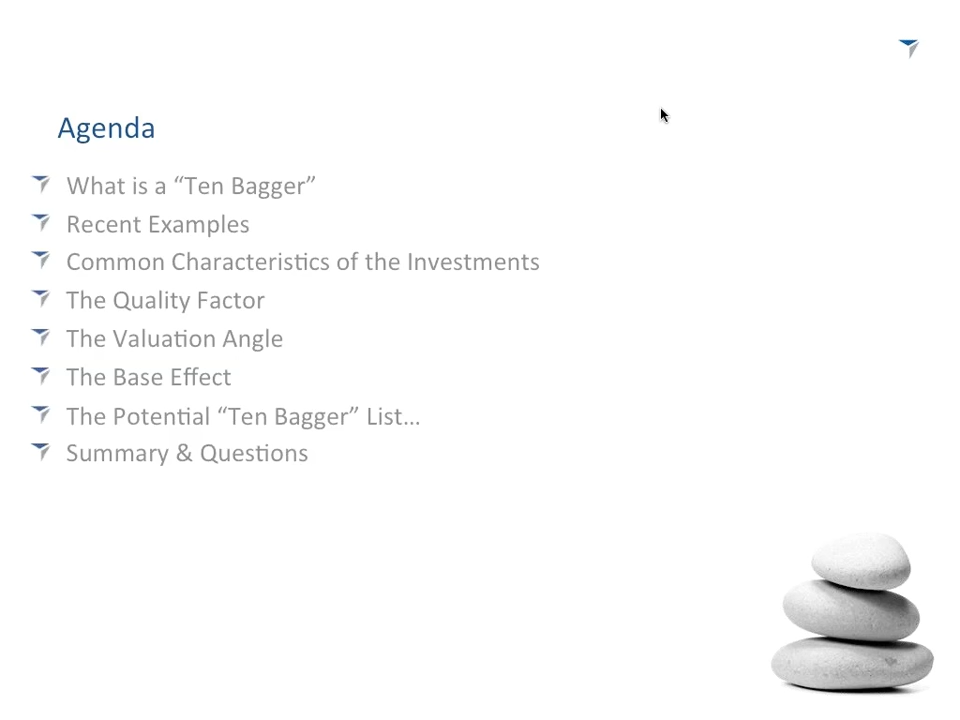 Agenda
What is a “Ten Bagger”
Recent Examples
Common Characteristics of the Investments
The Quality Factor
The Valuation Angle
The Base Effect
The Potential “Ten Bagger” List…
Summary & Questions